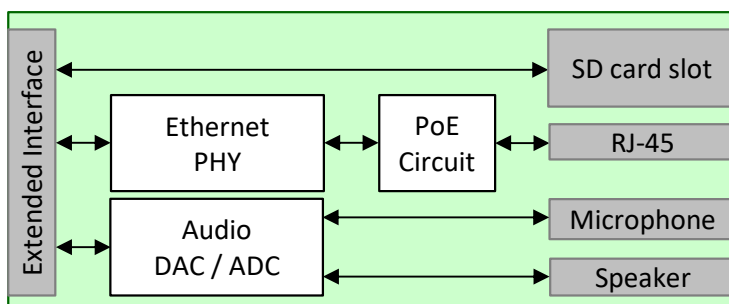 Extended Interface
SD card slot
Ethernet
PHY
PoE
Circuit
RJ-45
Audio
DAC / ADC
Microphone
Speaker